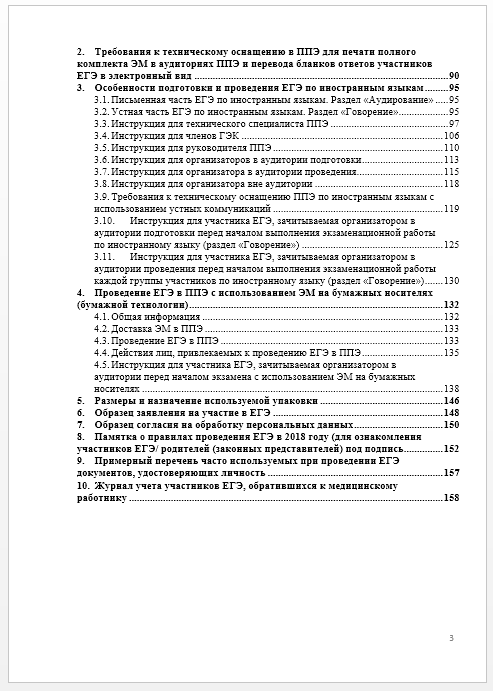 2. Требования к техническому оснащению в ППЭ для печати полного
комплекта ЭМ в аудиториях ППЭ и перевода бланков ответов участников
ЕГЭ в электронный вид ........ 90
3. Особенности подготовки и проведения ЕГЭ по иностранным языкам ........ 95
3.1. Письменная часть ЕГЭ по иностранным языкам. Раздел «Аудирование» ..... 95
3.2. Устная часть ЕГЭ по иностранным языкам. Раздел «Говорение» ........ 95
3.3. Инструкция для технического специалиста ППЭ ........ 97
3.4. Инструкция для членов ГЭК ........ 106
3.5. Инструкция для руководителя ППЭ ........ 110
3.6. Инструкция для организаторов в аудитории подготовки ........ 113
3.7. Инструкция для организатора в аудитории проведения ........ 115
3.8. Инструкция для организатора вне аудитории ........ 118
3.9. Требования к техническому оснащению ППЭ по иностранным языкам с
использованием устных коммуникаций ........ 119
3.10. Инструкция для участника ЕГЭ, зачитываемая организатором в
аудитории подготовки перед началом выполнения экзаменационной работы
по иностранному языку (раздел «Говорение») ........ 125
3.11. Инструкция для участника ЕГЭ, зачитываемая организатором в
аудитории проведения перед началом выполнения экзаменационной работы
каждой группы участников по иностранному языку (раздел «Говорение») ...... 130
4. Проведение ЕГЭ в ППЭ с использованием ЭМ на бумажных носителях
(бумажной технологии) ........ 132
4.1. Общая информация ........ 132
4.2. Доставка ЭМ в ППЭ ........ 133
4.3. Проведение ЕГЭ в ППЭ ........ 133
4.4. Действия лиц, привлекаемых к проведению ЕГЭ в ППЭ ........ 135
4.5. Инструкция для участника ЕГЭ, зачитываемая организатором в
аудитории перед началом экзамена с использованием ЭМ на бумажных
носителях ........ 138
5. Размеры и назначение используемой упаковки ........ 146
6. Образец заявления на участие в ЕГЭ ........ 148
7. Образец согласия на обработку персональных данных ........ 150
8. Памятка о правилах проведения ЕГЭ в 2018 году (для ознакомления
участников ЕГЭ/ родителей (законных представителей) под подпись ........ 152
9. Примерный перечень часто используемых при проведении ЕГЭ
документов, удостоверяющих личность ........ 157
10. Журнал учета участников ЕГЭ, обратившихся к медицинскому
работнику ........ 158
3